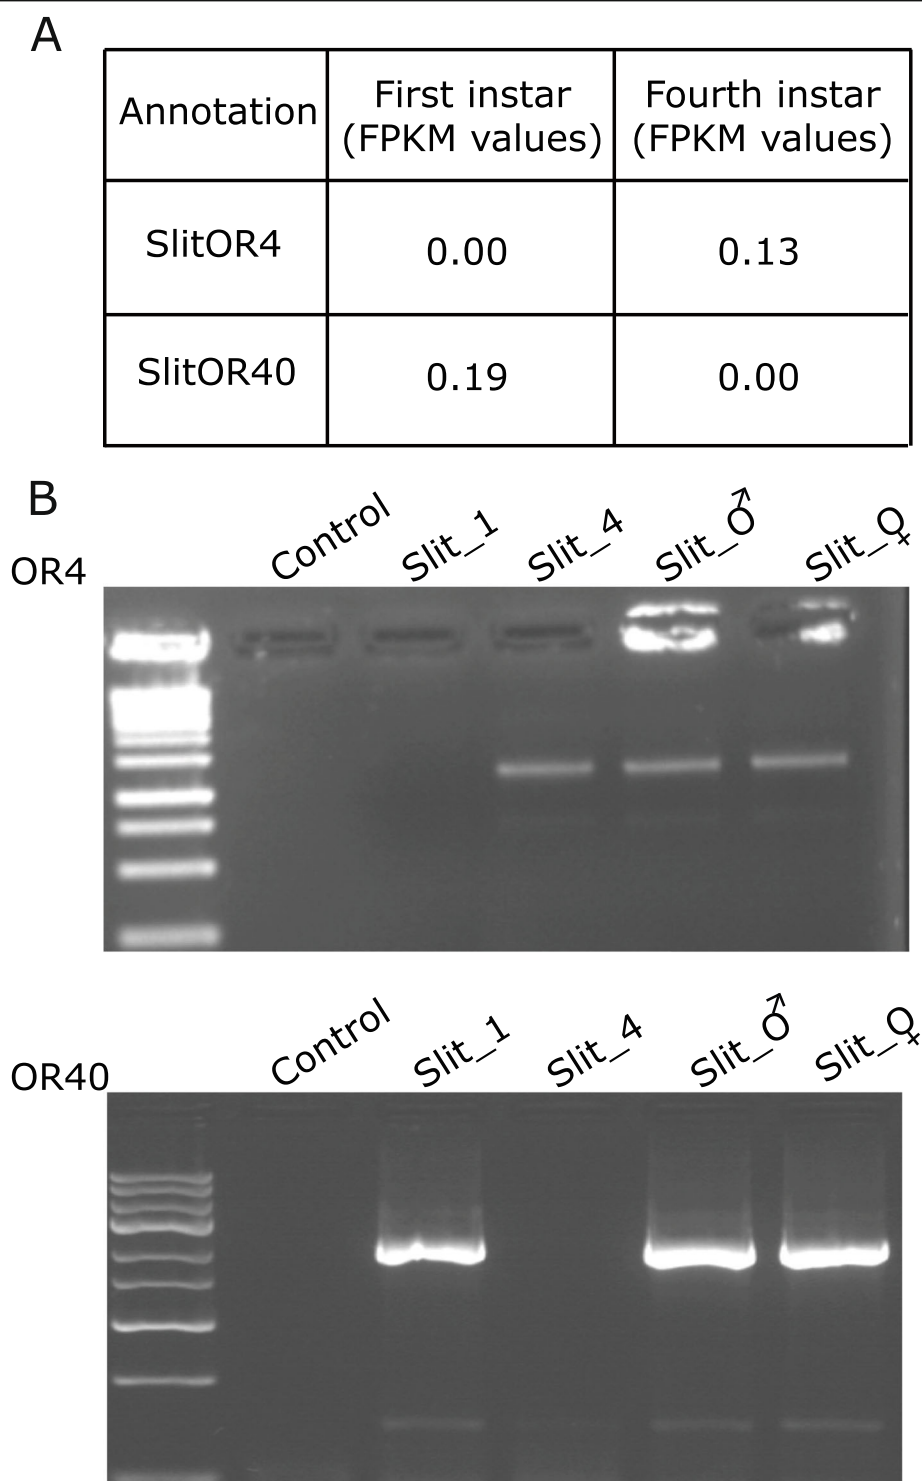 A
Annotation
First instar
(FPKM values)
Fourth instar
(FPKM values)
SlitOR4
0.00
0.13
SlitOR40
0.19
0.00
B
OR4
Control
Slit_1
Slit_4
Slit_♂
Slit_♀
OR40
Control
Slit_1
Slit_4
Slit_♂
Slit_♀